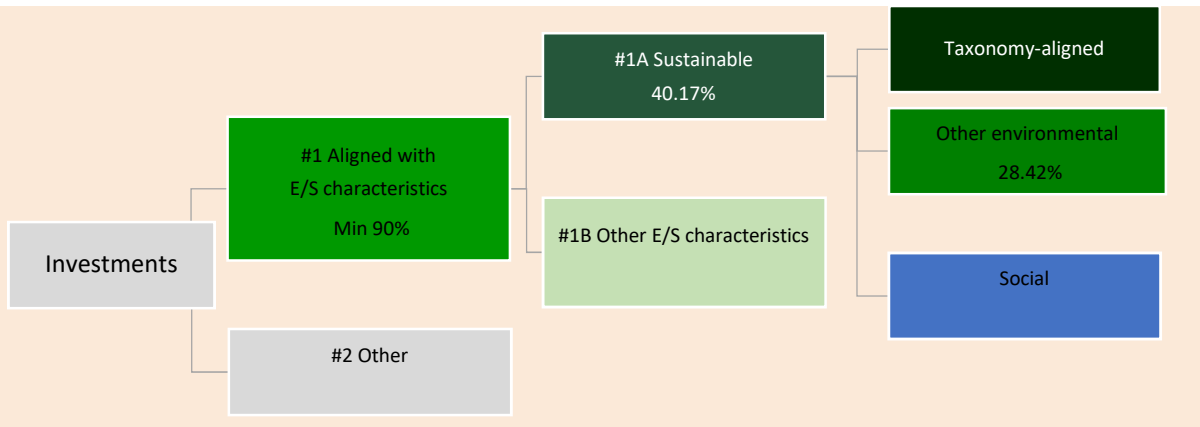 Investments
#1 Aligned with
E/S characteristics
Min 90%
#2 Other
#1A Sustainable
40.17%
#1B Other E/S characteristics
Taxonomy-aligned
Other environmental
28.42%
Social